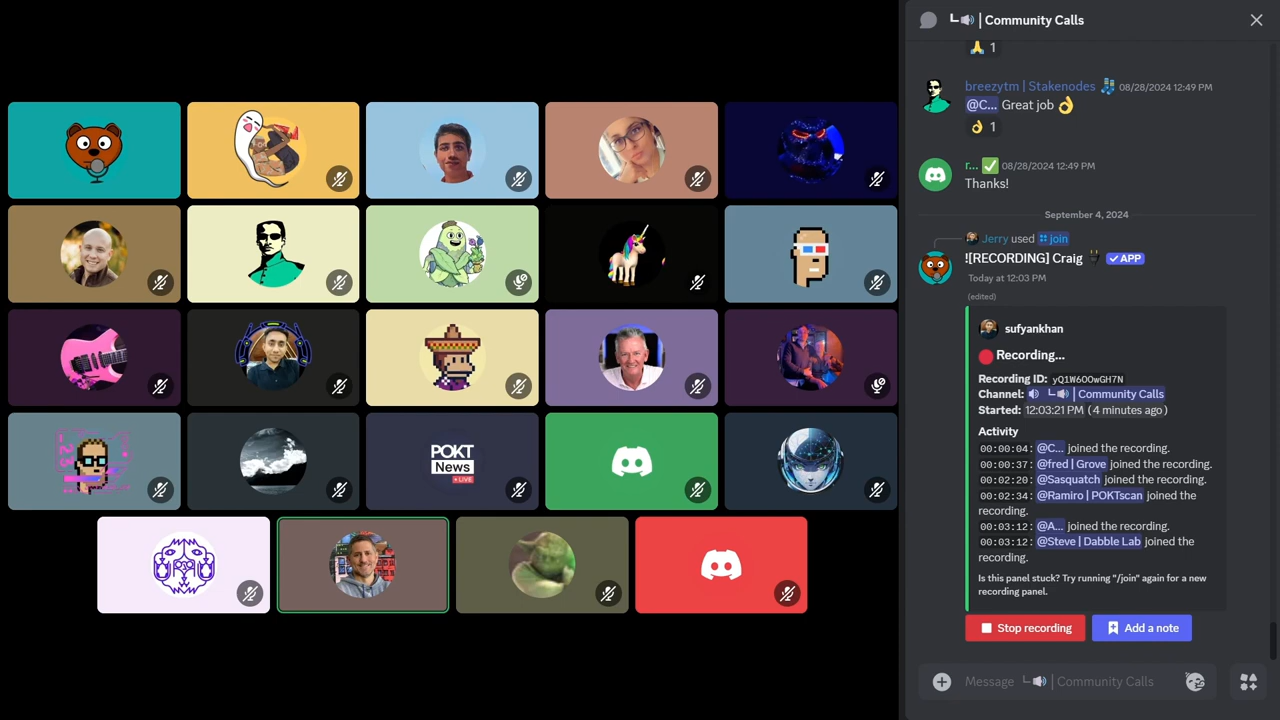 POKT
News
LIVE
Community Calls
1
breezytm | Stakenodes 08/28/2024 12:49 PM
@C... Great job
1
r... 08/28/2024 12:49 PM
Thanks!
September 4, 2024
Jerry used join
![RECORDING] Craig APP
Today at 12:03 PM
(edited)
sufyankhan
Recording...
Recording ID: yQ1W6OOwGH7N
Channel: Community Calls
Started: 12:03:21 PM (4 minutes ago)
Activity
00:00:04: @C... joined the recording.
00:00:37: @fred | Grove joined the recording.
00:02:20: @Sasquatch joined the recording.
00:02:34: @Ramiro | POKTscan joined the
recording.
00:03:12: @A... joined the recording.
00:03:12: @Steve | Dabble Lab joined the
recording.
Is this panel stuck? Try running "/join" again for a new
recording panel.
Stop recording Add a note
Message Community Calls